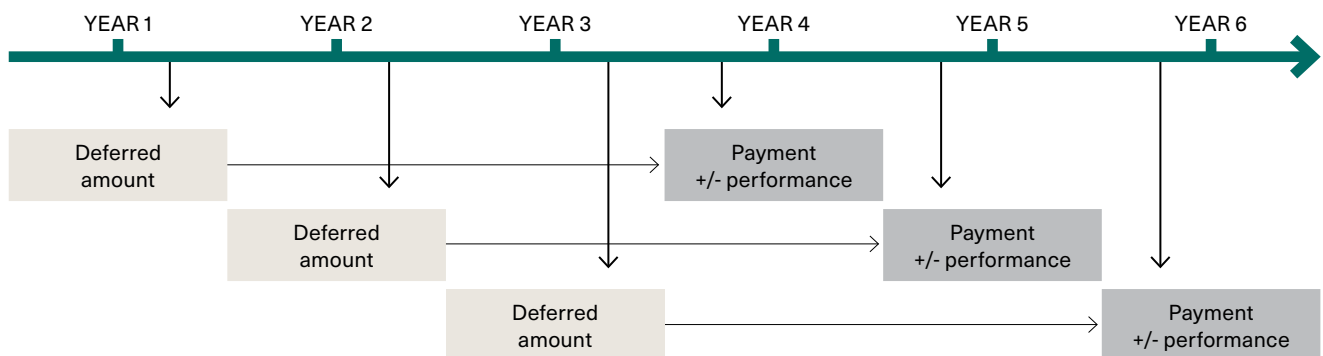 YEAR 1 YEAR 2 YEAR 3 YEAR 4 YEAR 5 YEAR 6
Deferred
amount
Payment
+/- performance
Deferred
amount
Payment
+/- performance
Deferred
amount
Payment
+/- performance